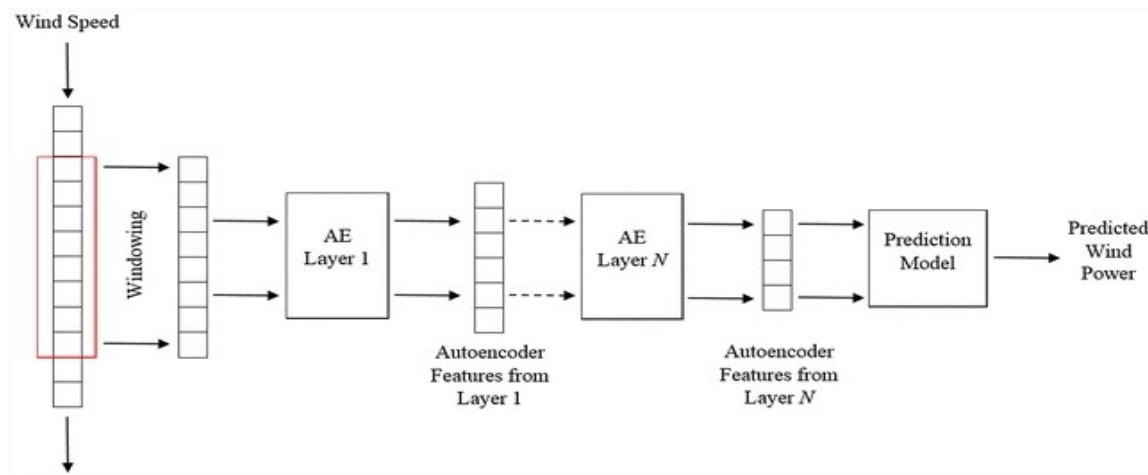 Wind Speed
Windowing
AE
Layer 1
Autoencoder
Features from
Layer 1
AE
Layer N
Autoencoder
Features from
Layer N
Prediction
Model
Predicted
Wind
Power